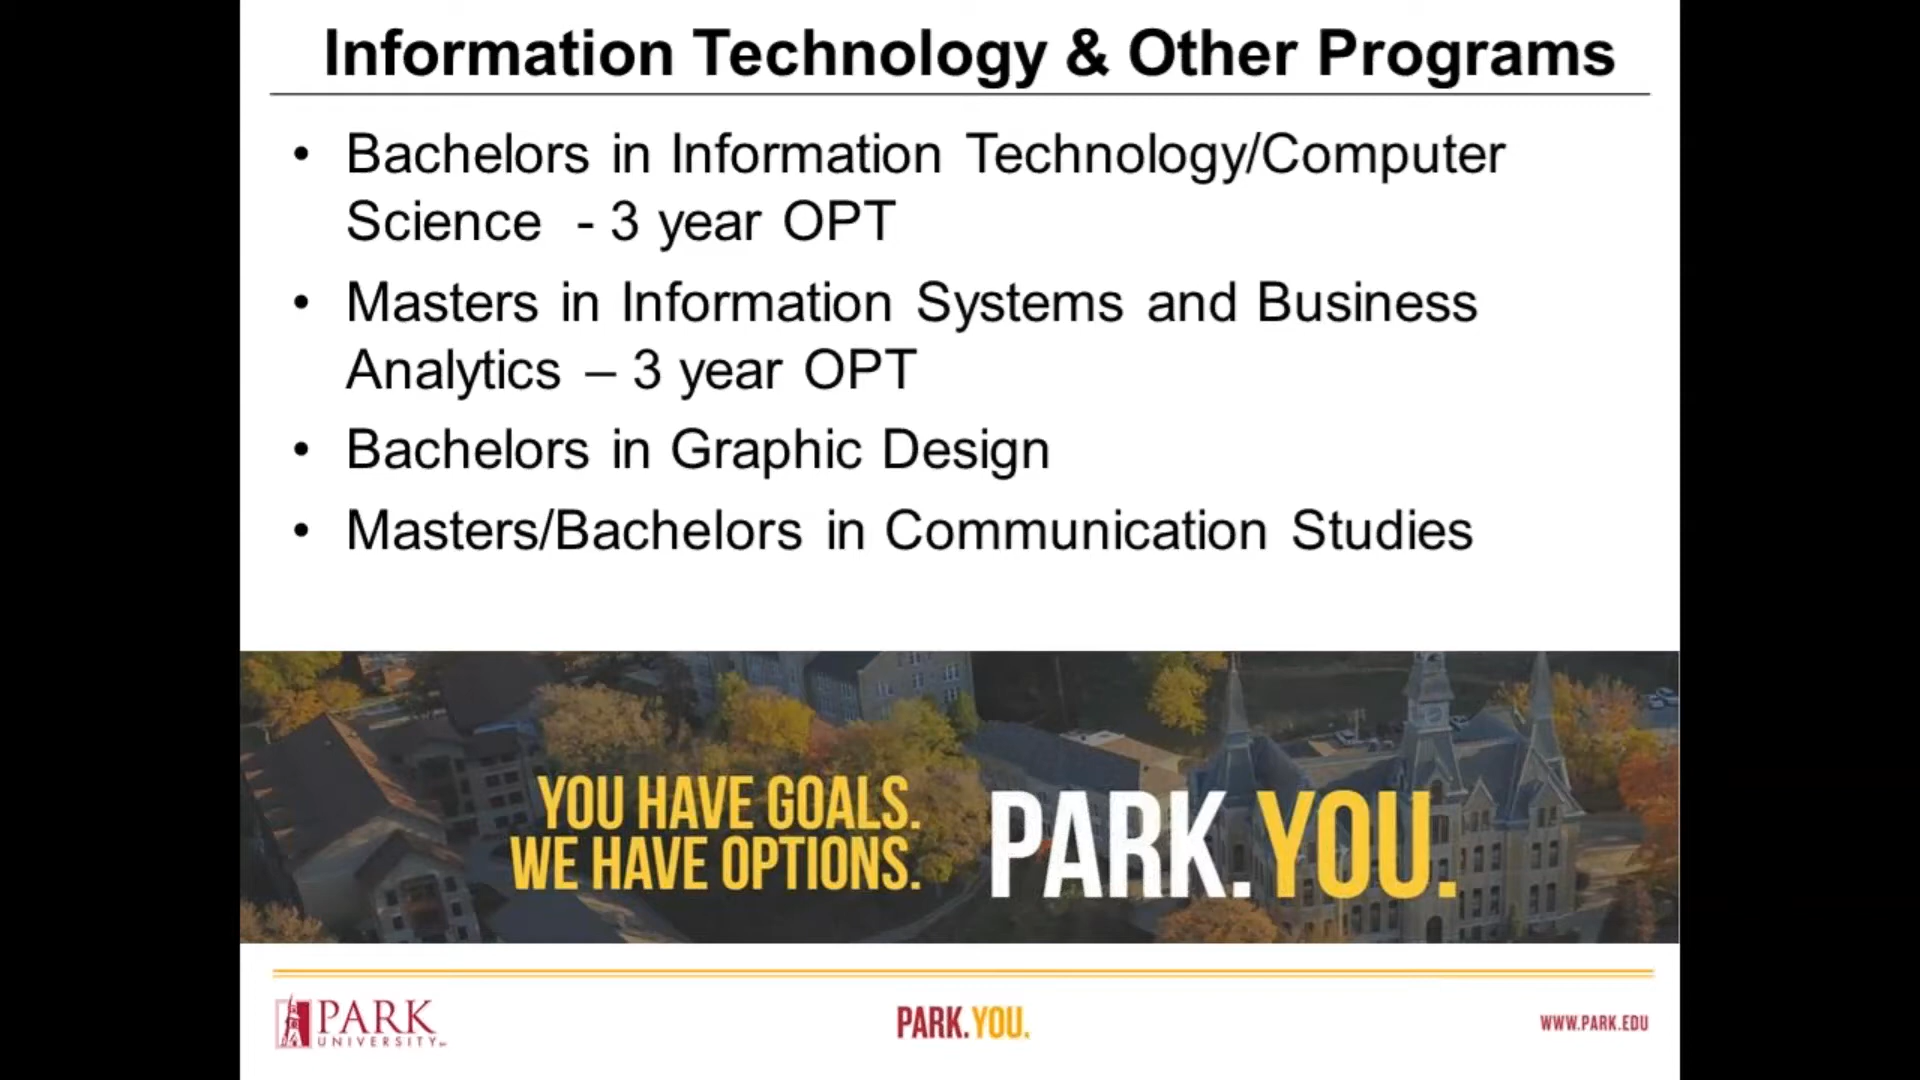 Information Technology & Other Programs
• Bachelors in Information Technology/Computer
Science - 3 year OPT
• Masters in Information Systems and Business
Analytics – 3 year OPT
• Bachelors in Graphic Design
• Masters/Bachelors in Communication Studies
YOU HAVE GOALS.
WE HAVE OPTIONS.
PARK.YOU.
PARK
UNIVERSITY
PARK.YOU.
WWW.PARK.EDU